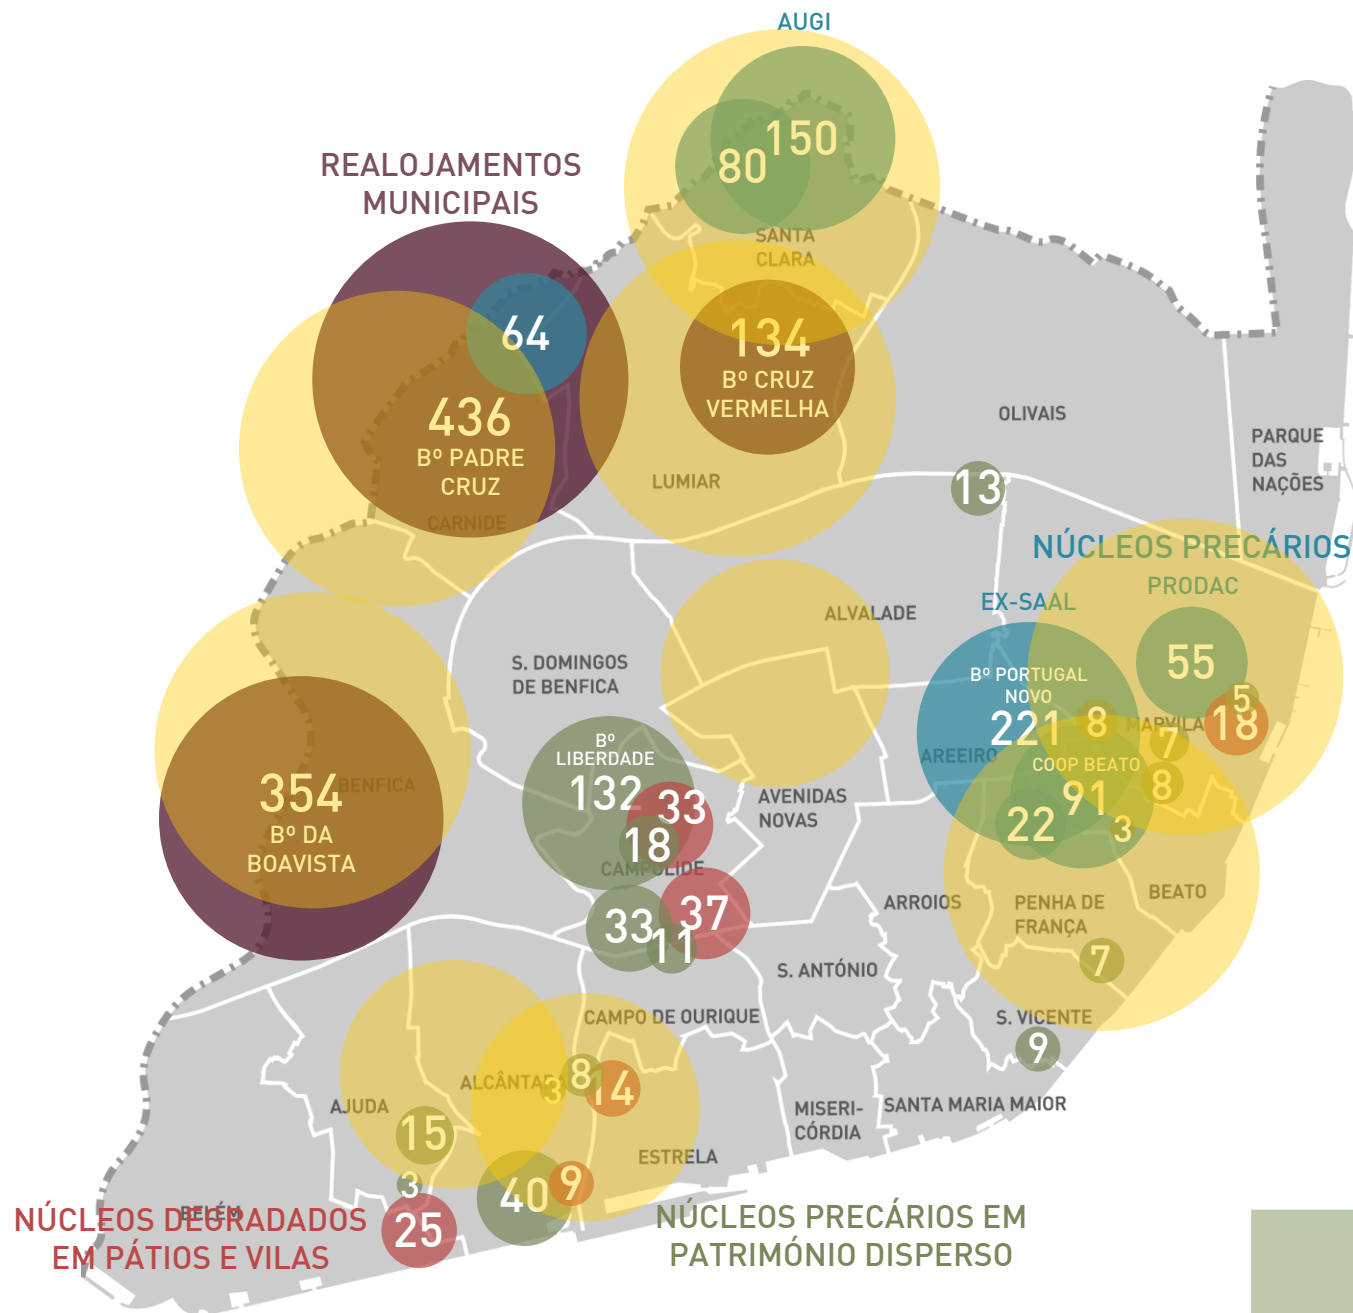 AUGI
150
80
REALOJAMENTOS
MUNICIPAIS
SANTA
CLARA
64
134
Bº CRUZ
VERMELHA
436
Bº PADRE
CRUZ
CARNIDE
LUMIAR
OLIVAIS
PARQUE
DAS
NAÇÕES
13
NÚCLEOS PRECÁRIOS
PRODAC
EX-SAAL
ALVALADE
S. DOMINGOS
DE BENFICA
55
Bº PORTUGAL
NOVO
221
8
5
MARVILA
18
7
AREEIRO
COOP BEATO
91
8
22
3
Bº
LIBERDADE
132
33
18
CAMPOLIDE
AVENIDAS
NOVAS
354
BENFICA
Bº DA
BOAVISTA
33
37
11
ARROIOS
PENHA DE
FRANÇA
BEATO
7
S. ANTÓNIO
CAMPO DE OURIQUE
S. VICENTE
9
ALCÂNTARA
3
8
14
AJUDA
15
MISERI-
CÓRDIA
SANTA MARIA MAIOR
ESTRELA
3
40
9
BELÉM
25
NÚCLEOS DEGRADADOS
EM PÁTIOS E VILAS
NÚCLEOS PRECÁRIOS EM
PATRIMÓNIO DISPERSO